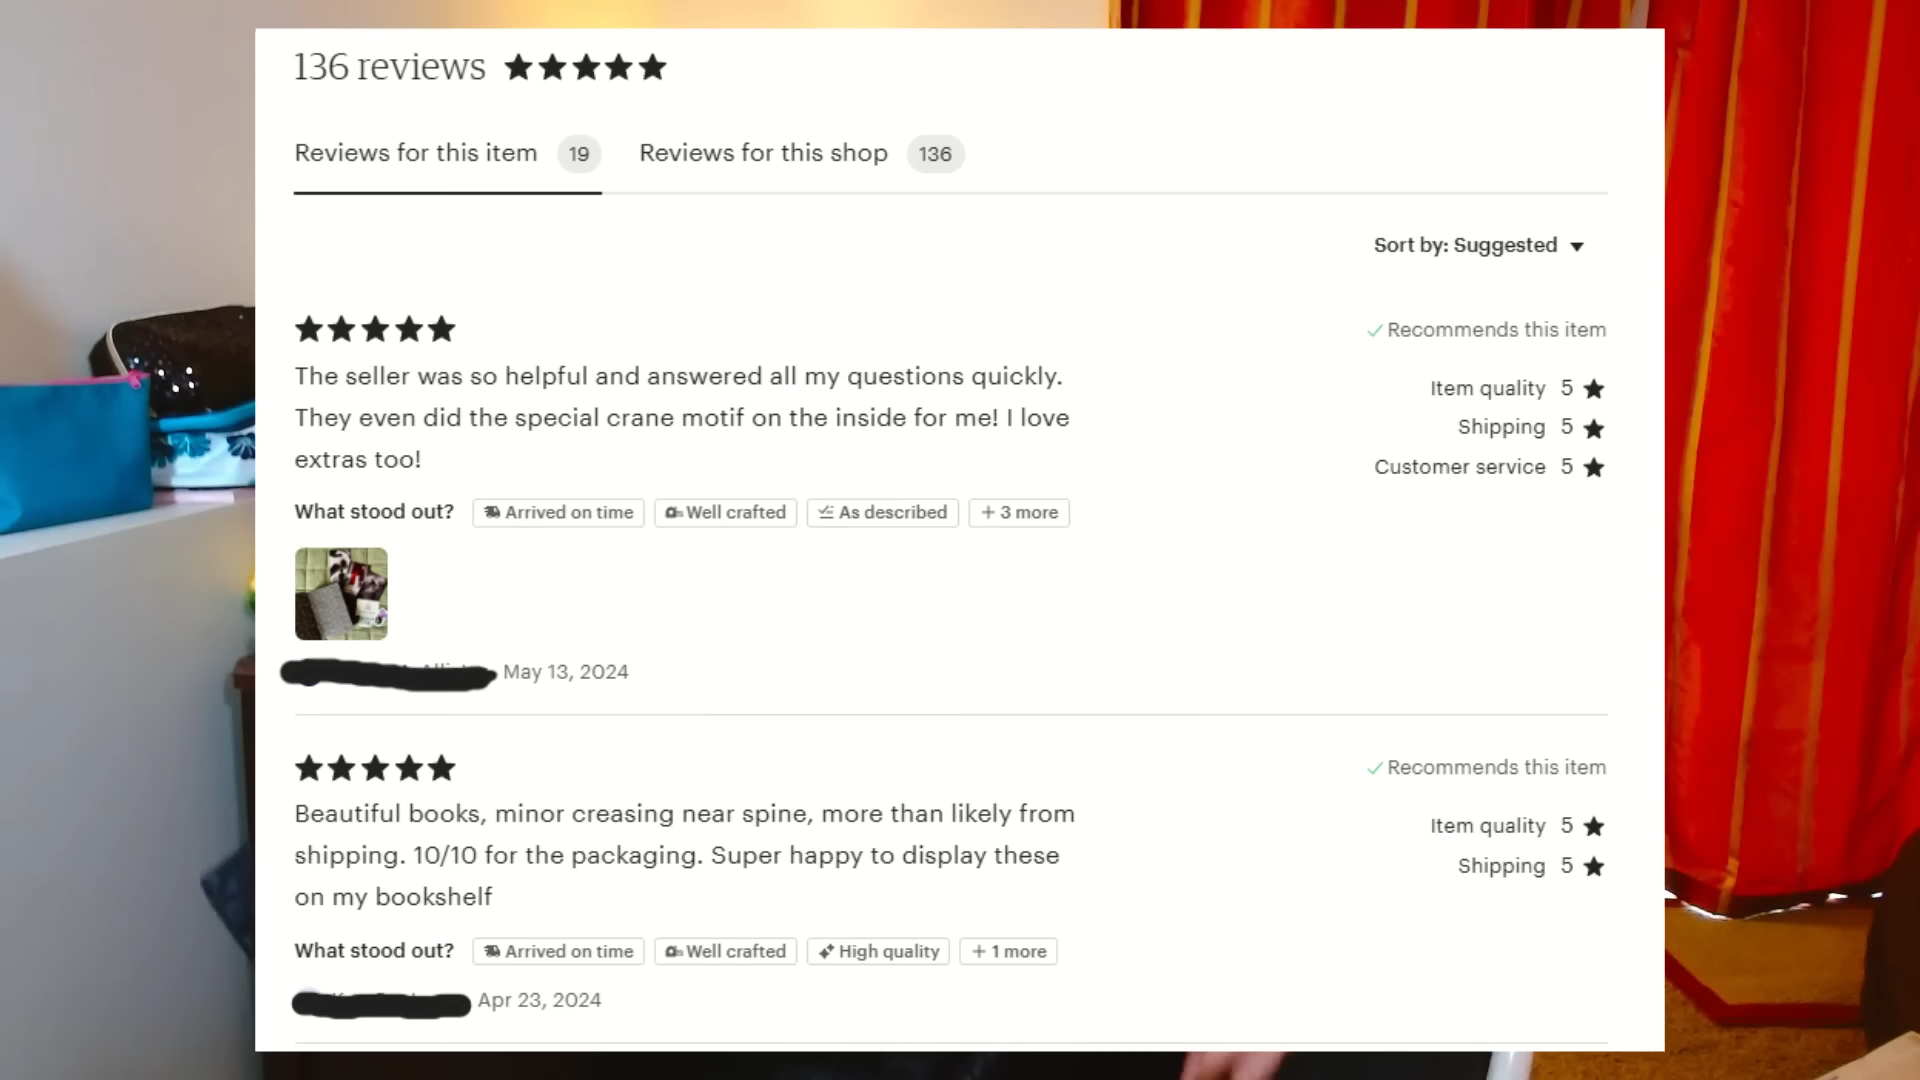 136 reviews
Reviews for this item 19 Reviews for this shop 136
Sort by: Suggested
Recommends this item
The seller was so helpful and answered all my questions quickly.
They even did the special crane motif on the inside for me! I love
extras too!
Item quality 5
Shipping 5
Customer service 5
What stood out? Arrived on time Well crafted As described + 3 more
May 13, 2024
Recommends this item
Beautiful books, minor creasing near spine, more than likely from
shipping. 10/10 for the packaging. Super happy to display these
on my bookshelf
Item quality 5
Shipping 5
What stood out? Arrived on time Well crafted High quality + 1 more
Apr 23, 2024